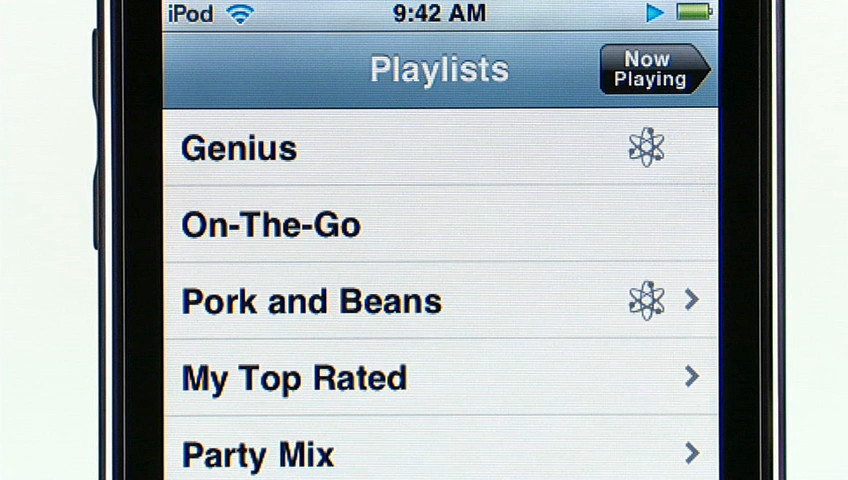 iPod 9:42 AM
Playlists
Now
Playing
Genius
On-The-Go
Pork and Beans
My Top Rated
Party Mix